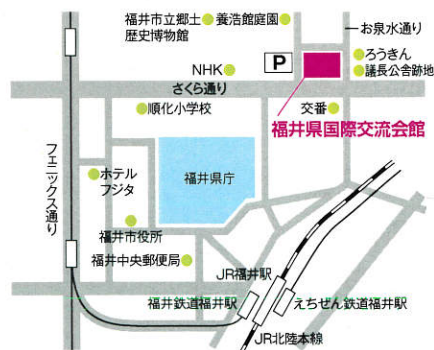 福井市立郷土
歴史博物館
養浩館庭園
お泉水通り
NHK
P
ろうきん
議長公舎跡地
さくら通り
順化小学校
交番
福井県国際交流会館
フェニックス通り
ホテル
フジタ
福井県庁
福井市役所
福井中央郵便局
JR福井駅
福井鉄道福井駅
えちぜん鉄道福井駅
JR北陸本線